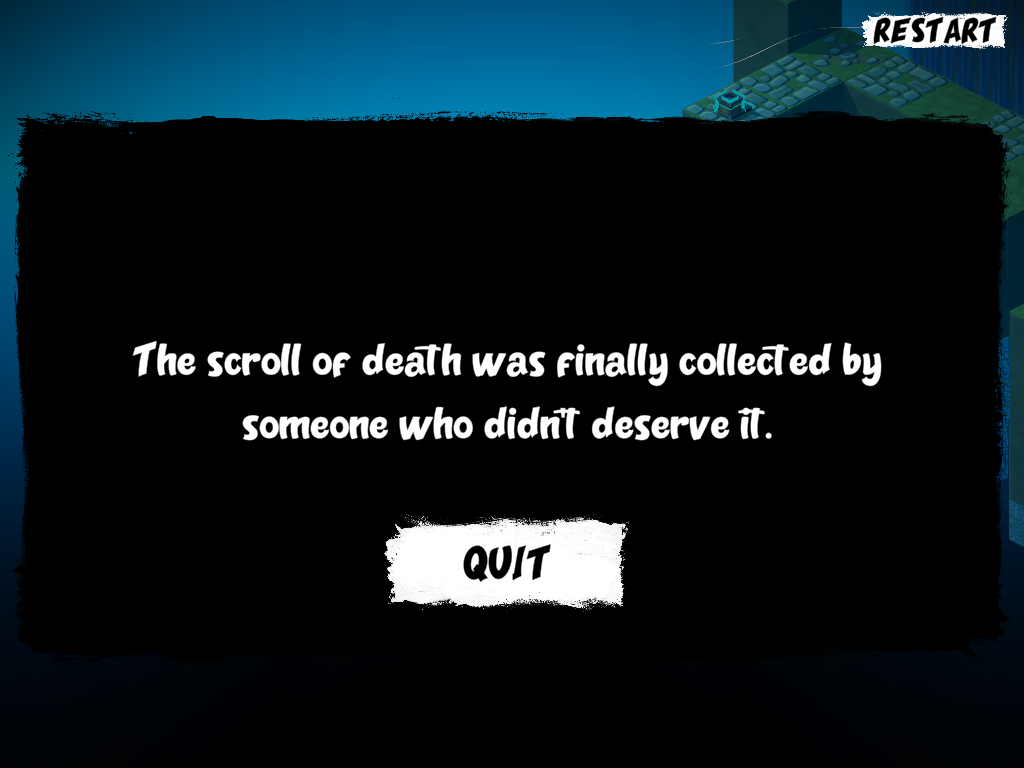 RESTART
The scroll of death was finally collected by
someone who didn't deserve it.
QUIT